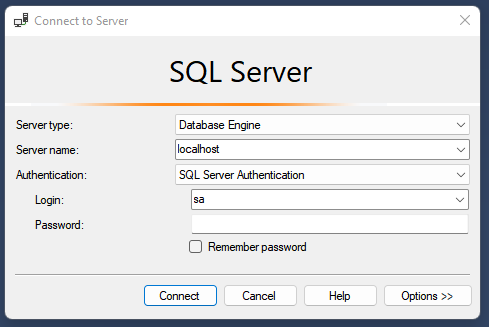 Connect to Server
SQL Server
Server type: Database Engine
Server name: localhost
Authentication: SQL Server Authentication
Login: sa
Password:
Remember password
Connect Cancel Help Options >>